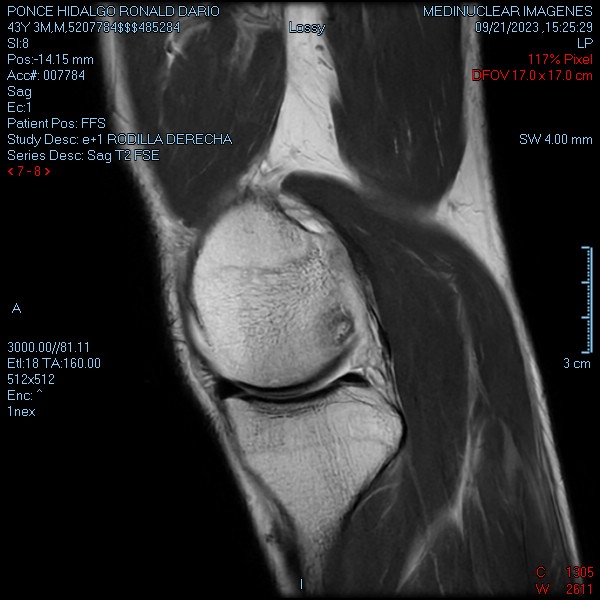 PONCE HIDALGO RONALD DARIO
43Y 3M,M,5207784$$$485284
Sl:8
Pos:-14.15 mm
Acc#: 007784
Sag
Ec:1
Patient Pos: FFS
Study Desc: e+1 RODILLA DERECHA
Series Desc: Sag T2 FSE
< 7 - 8 >
Lossy
MEDINUCLEAR IMAGENES
09/21/2023 ,15:25:29
LP
117% Pixel
DFOV 17.0 x 17.0 cm
SW 4.00 mm
A
3 cm
3000.00//81.11
Etl:18 TA:160.00
512x512
Enc: ^
1nex
I
C 1305
W 2611